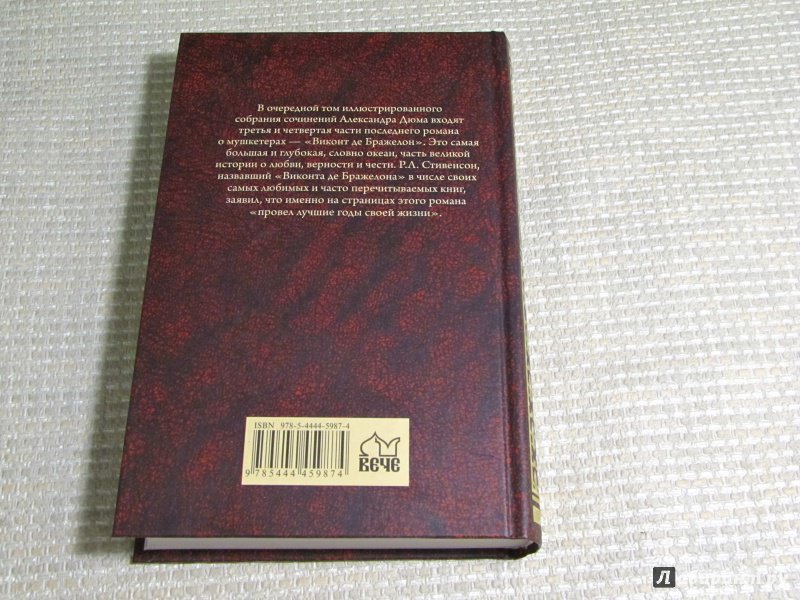 В очередной том иллюстрированного
собрания сочинений Александра Дюма входят
третья и четвертая части последнего романа
о мушкетерах — «Виконт де Бражелон». Это самая
большая и глубокая, словно океан, часть великой
истории о любви, верности и чести. Р.Л. Стивенсон,
назвавший «Виконта де Бражелона» в числе своих
самых любимых и часто перечитываемых книг,
заявил, что именно на страницах этого романа
«провел лучшие годы своей жизни».
ISBN 978-5-4444-5987-4
9 785444 459874
ВЕЧЕ